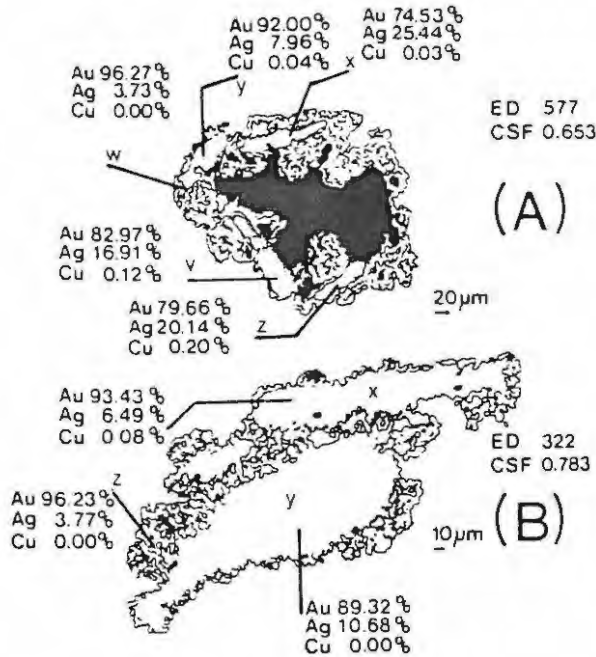 Au 92.00%
Ag 7.96%
Cu 0.04%
y
Au 74.53%
Ag 25.44%
Cu 0.03%
x
Au 96.27%
Ag 3.73%
Cu 0.00%
w
ED 577
CSF 0.653
(A)
Au 82.97%
Ag 16.91%
Cu 0.12%
v
Au 79.66%
Ag 20.14%
Cu 0.20%
z
20 µm
Au 93.43%
Ag 6.49%
Cu 0.08%
x
ED 322
CSF 0.783
(B)
z
Au 96.23%
Ag 3.77%
Cu 0.00%
y
10 µm
Au 89.32%
Ag 10.68%
Cu 0.00%